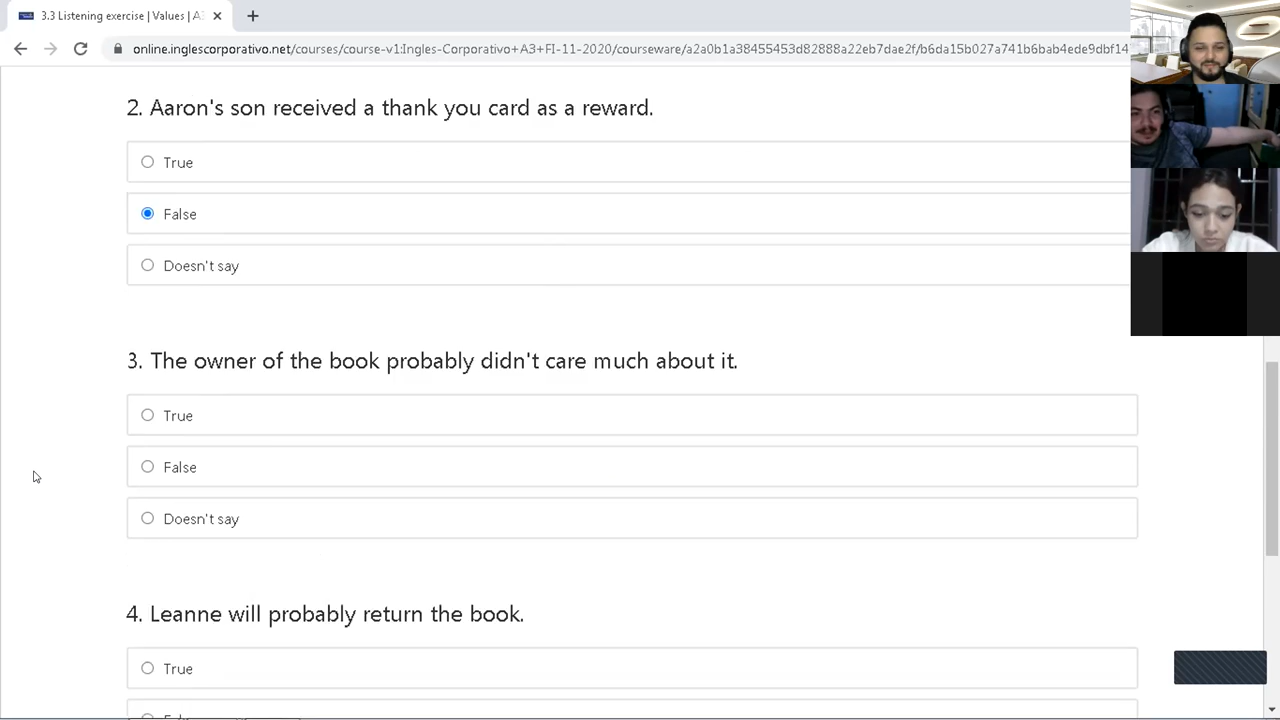 3.3 Listening exercise | Values | A
online.inglescorporativo.net/courses/course-v1:Ingles-Corporativo+A3+FI-11-2020/courseware/a2a0b1a38455453d82888a22eb7dae2f/b6da15b027a741b6bab4ede9dbf14
2. Aaron's son received a thank you card as a reward.
True
False
Doesn't say
3. The owner of the book probably didn't care much about it.
True
False
Doesn't say
4. Leanne will probably return the book.
True